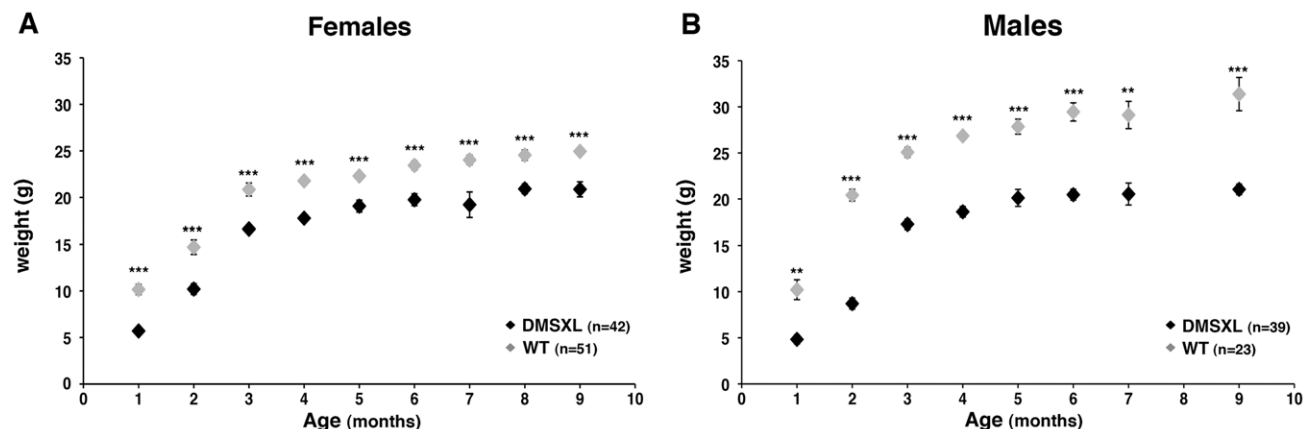 A
Females
35
30
25
20
15
10
5
0
weight (g)
***
***
***
***
***
***
***
***
***
DMSXL (n=42)
WT (n=51)
0 1 2 3 4 5 6 7 8 9 10
Age (months)
B
Males
35
30
25
20
15
10
5
0
weight (g)
**
***
***
***
***
***
**
***
DMSXL (n=39)
WT (n=23)
0 1 2 3 4 5 6 7 8 9 10
Age (months)